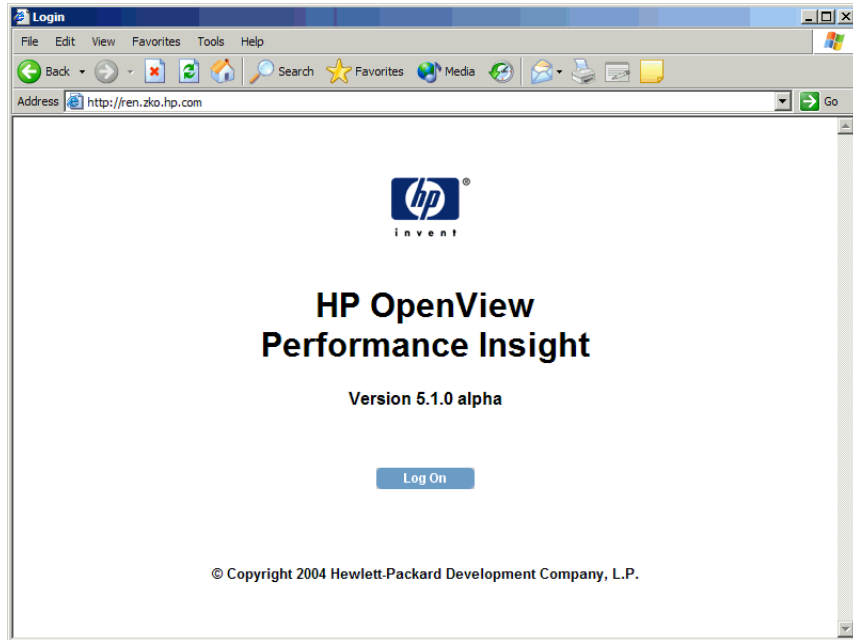 Login
File Edit View Favorites Tools Help
Back Search Favorites Media
Address http://ren.zko.hp.com Go
hp ®
invent
HP OpenView
Performance Insight
Version 5.1.0 alpha
Log On
© Copyright 2004 Hewlett-Packard Development Company, L.P.